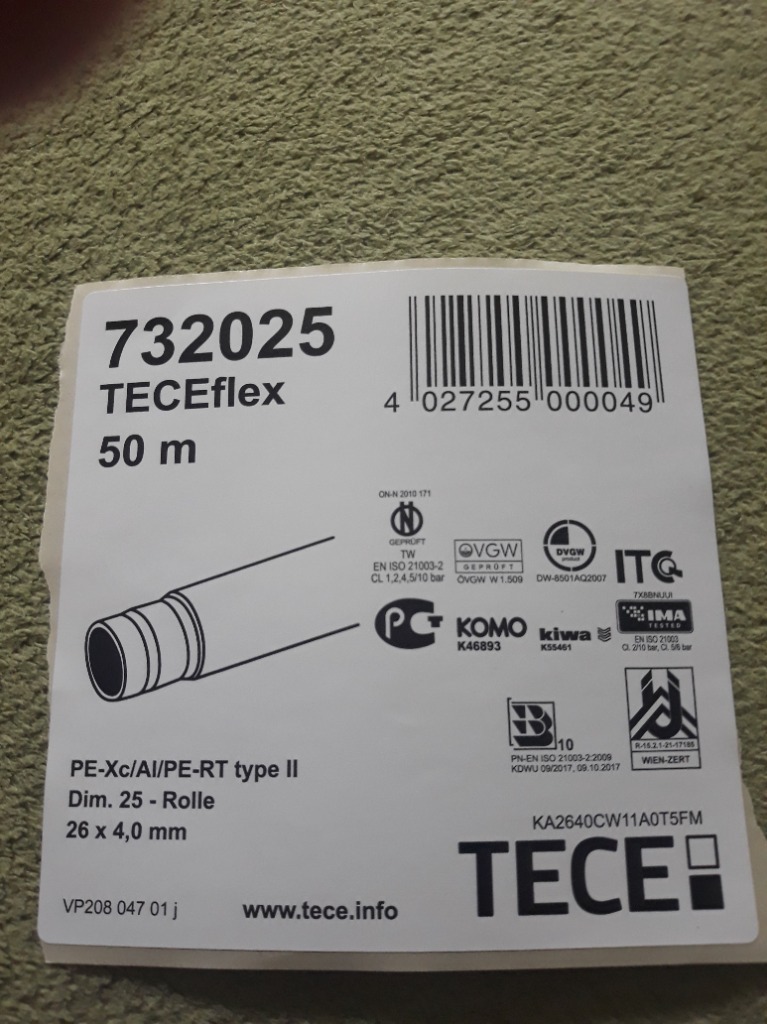 732025
TECEflex
50 m
4 027255 000049
ON-N 2010 171
N
GEPRÜFT
TW
EN ISO 21003-2
CL 1,2,4,5/10 bar
ÖVGW
GEPRÜFT
ÖVGW W 1.509
DVGW
DW-8501AQ2007
ITC
PCT
KOMO
K46893
kiwa
K55461
7X8BNUUI
IMA
TESTED
EN ISO 21003
Cl. 2/10 bar, Cl. 5/6 bar
B
10
PN-EN ISO 21003-2:2009
KDWU 09/2017, 09.10.2017
R-15.2.1-21-17185
WIEN-ZERT
PE-Xc/Al/PE-RT type II
Dim. 25 - Rolle
26 x 4,0 mm
KA2640CW11A0T5FM
TECE
VP208 047 01 j
www.tece.info